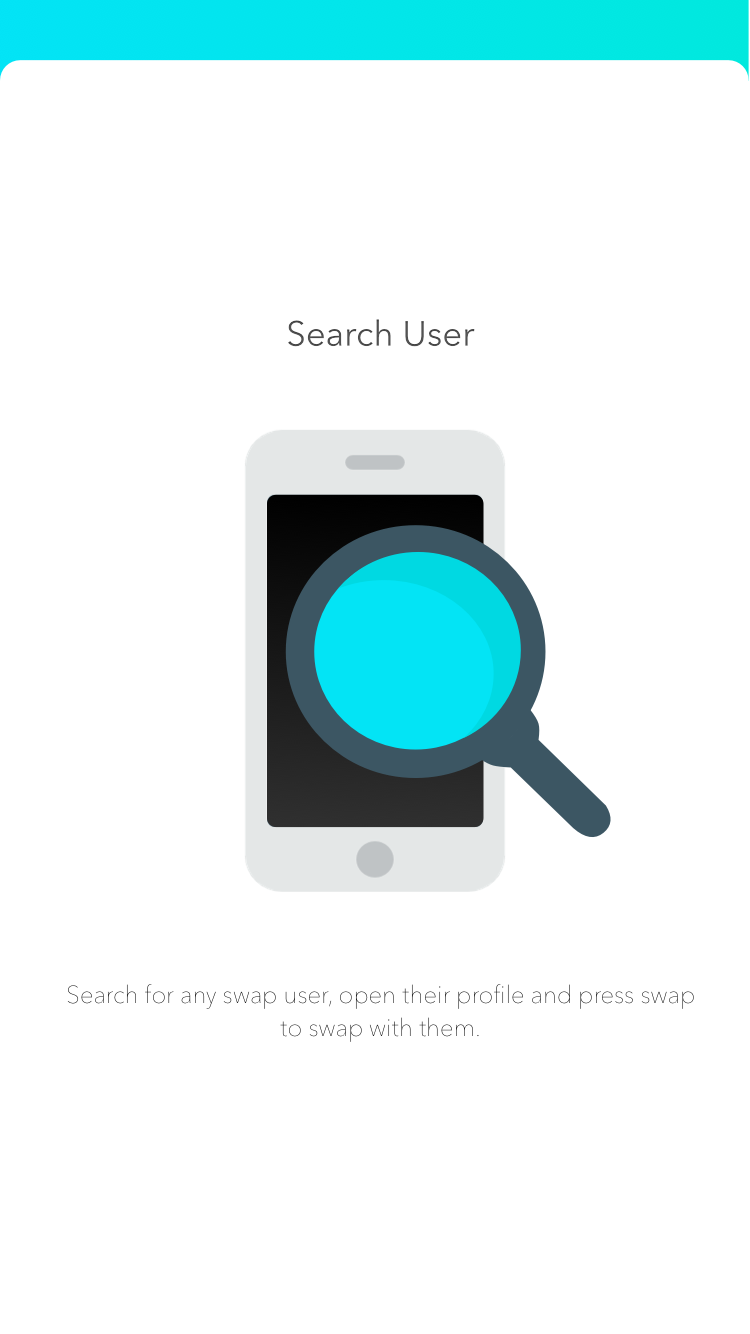 Search User
Search for any swap user, open their profile and press swap
to swap with them.